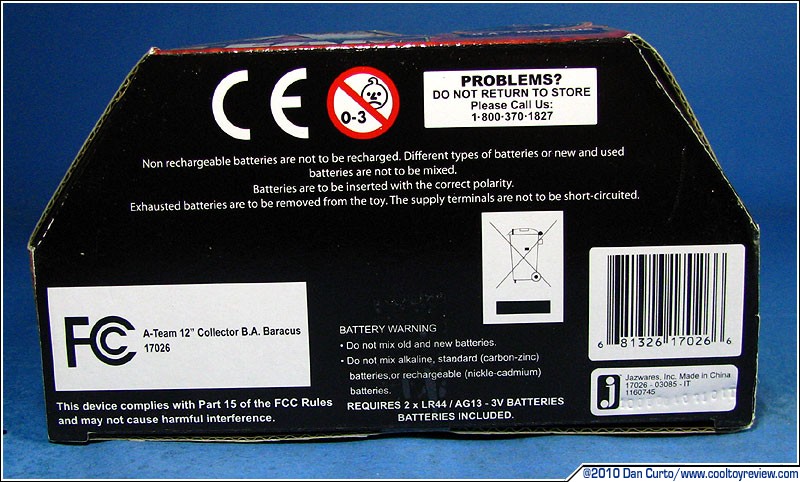 CE
0-3
PROBLEMS?
DO NOT RETURN TO STORE
Please Call Us:
1-800-370-1827
Non rechargeable batteries are not to be recharged. Different types of batteries or new and used
batteries are not to be mixed.
Batteries are to be inserted with the correct polarity.
Exhausted batteries are to be removed from the toy. The supply terminals are not to be short-circuited.
FCC
A-Team 12" Collector B.A. Baracus
17026
This device complies with Part 15 of the FCC Rules
and may not cause harmful interference.
BATTERY WARNING
• Do not mix old and new batteries.
• Do not mix alkaline, standard (carbon-zinc)
batteries,or rechargeable (nickle-cadmium)
batteries.
REQUIRES 2 x LR44 / AG13 - 3V BATTERIES
BATTERIES INCLUDED.
6 81326 17026 6
j
Jazwares, Inc. Made in China
17026 - 03085 - IT
1160745
©2010 Dan Curto/www.cooltoyreview.com